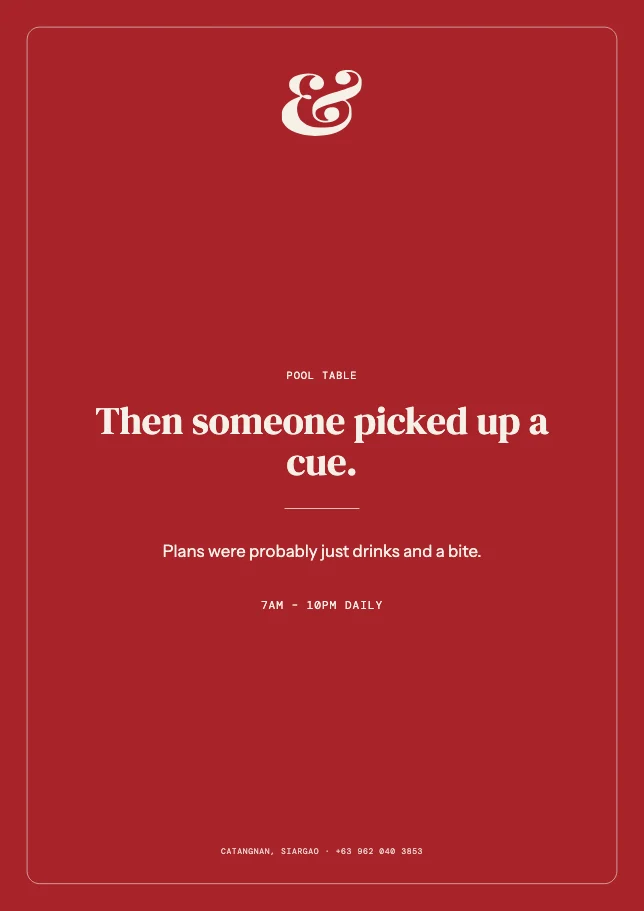 &
POOL TABLE
Then someone picked up a
cue.
Plans were probably just drinks and a bite.
7AM – 10PM DAILY
CATANGNAN, SIARGAO · +63 962 040 3853